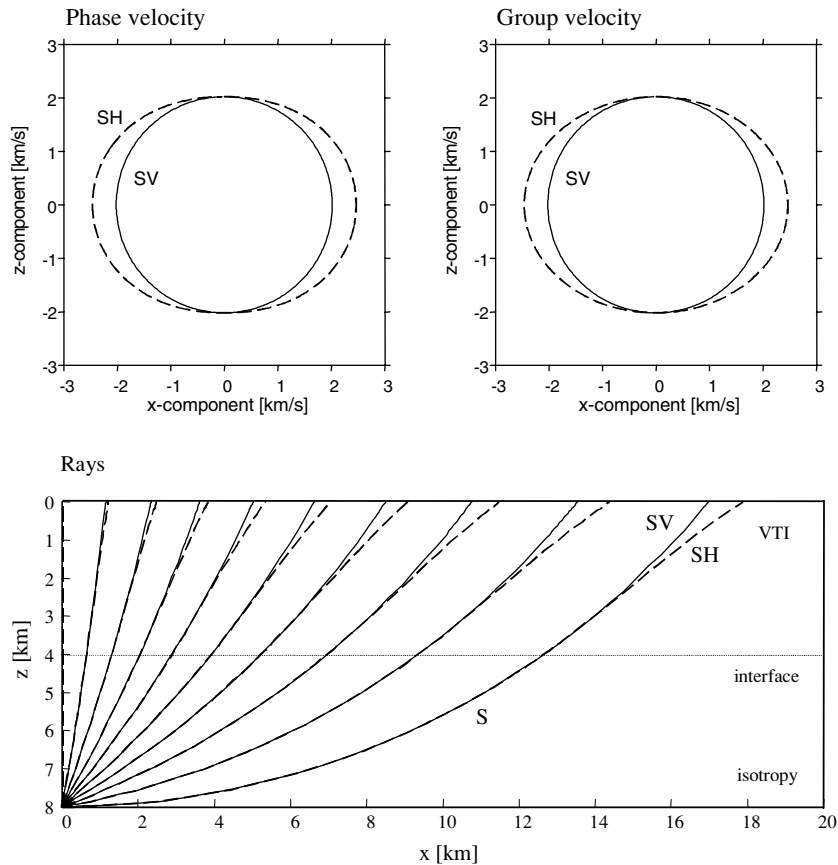 Phase velocity
Group velocity
3
2
1
0
-1
-2
-3
z-component [km/s]
SH
SV
-3 -2 -1 0 1 2 3
x-component [km/s]
3
2
1
0
-1
-2
-3
z-component [km/s]
SH
SV
-3 -2 -1 0 1 2 3
x-component [km/s]
Rays
0
1
2
3
4
5
6
7
8
z [km]
SV
SH
VTI
interface
S
isotropy
0 2 4 6 8 10 12 14 16 18 20
x [km]